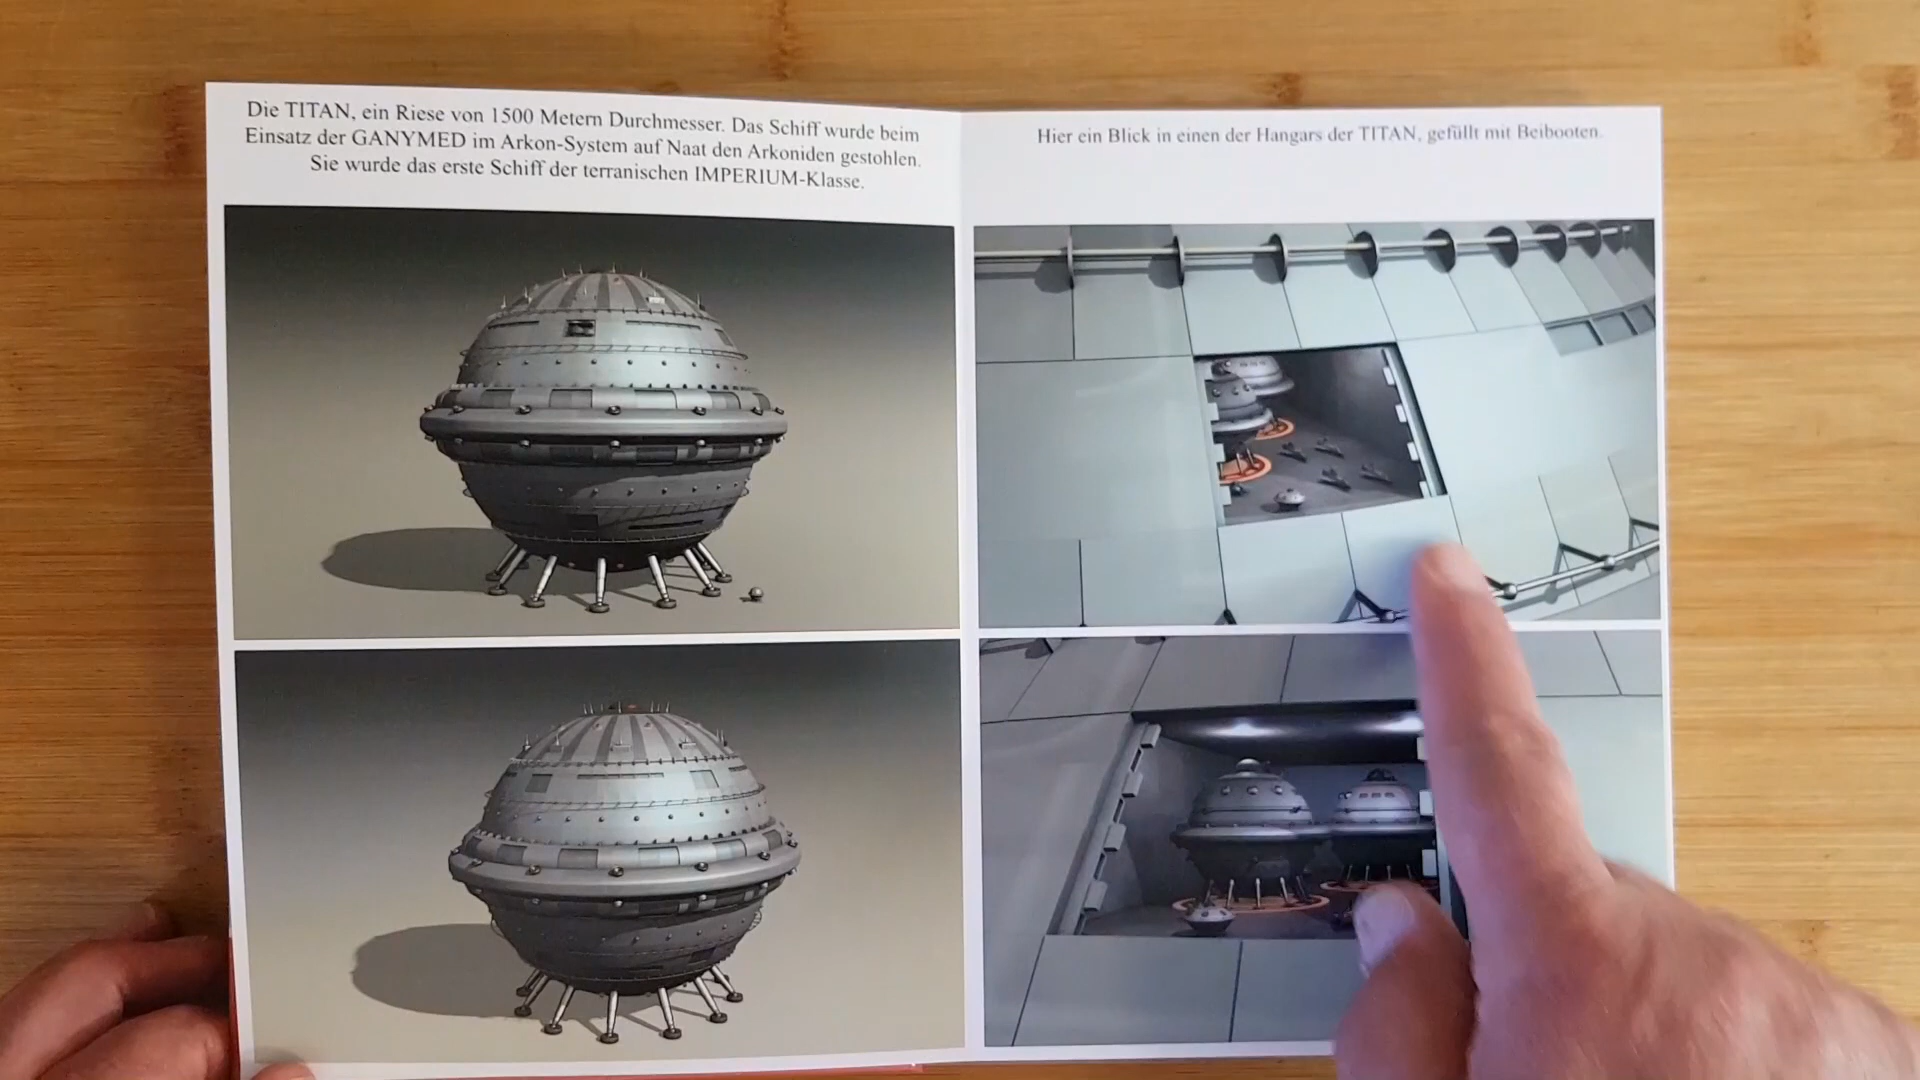 Die TITAN, ein Riese von 1500 Metern Durchmesser. Das Schiff wurde beim
Einsatz der GANYMED im Arkon-System auf Naat den Arkoniden gestohlen.
Sie wurde das erste Schiff der terranischen IMPERIUM-Klasse.
Hier ein Blick in einen der Hangars der TITAN, gefüllt mit Beibooten.